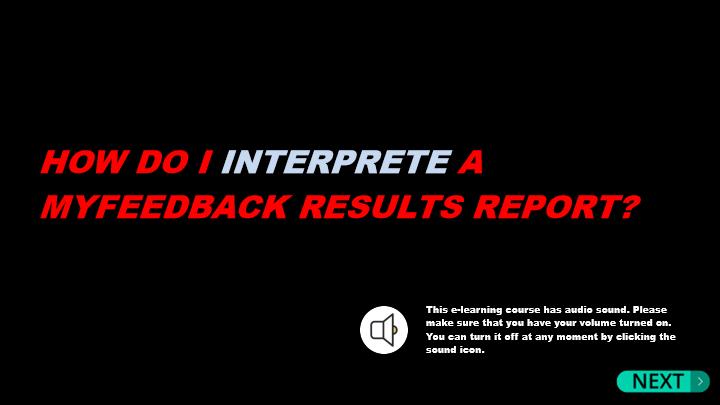 HOW DO I INTERPRETE A
MYFEEDBACK RESULTS REPORT?
This e-learning course has audio sound. Please
make sure that you have your volume turned on.
You can turn it off at any moment by clicking the
sound icon.
NEXT